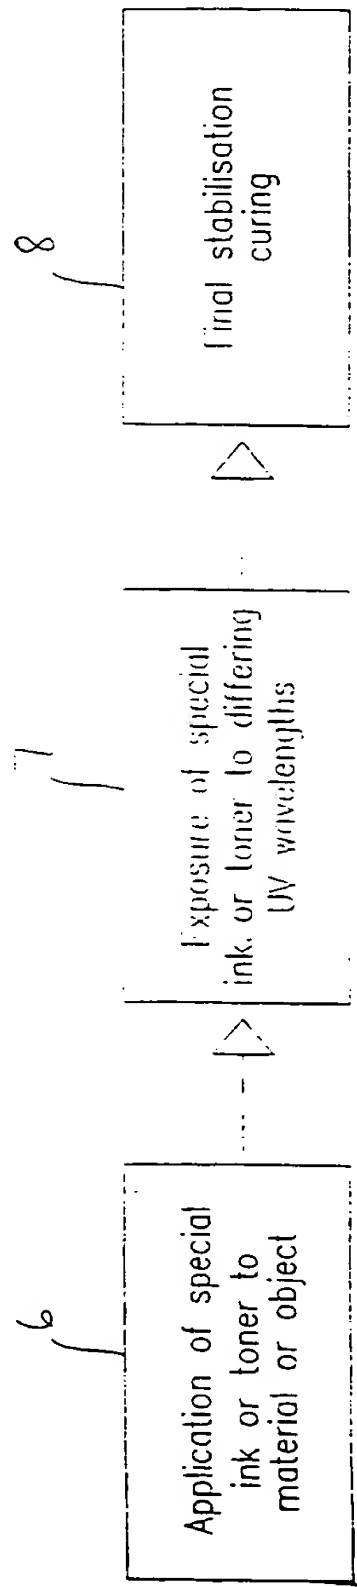 6
Application of special
ink or toner to
material or object
7
Exposure of special
ink or toner to differing
UV wavelengths
8
Final stabilisation
curing